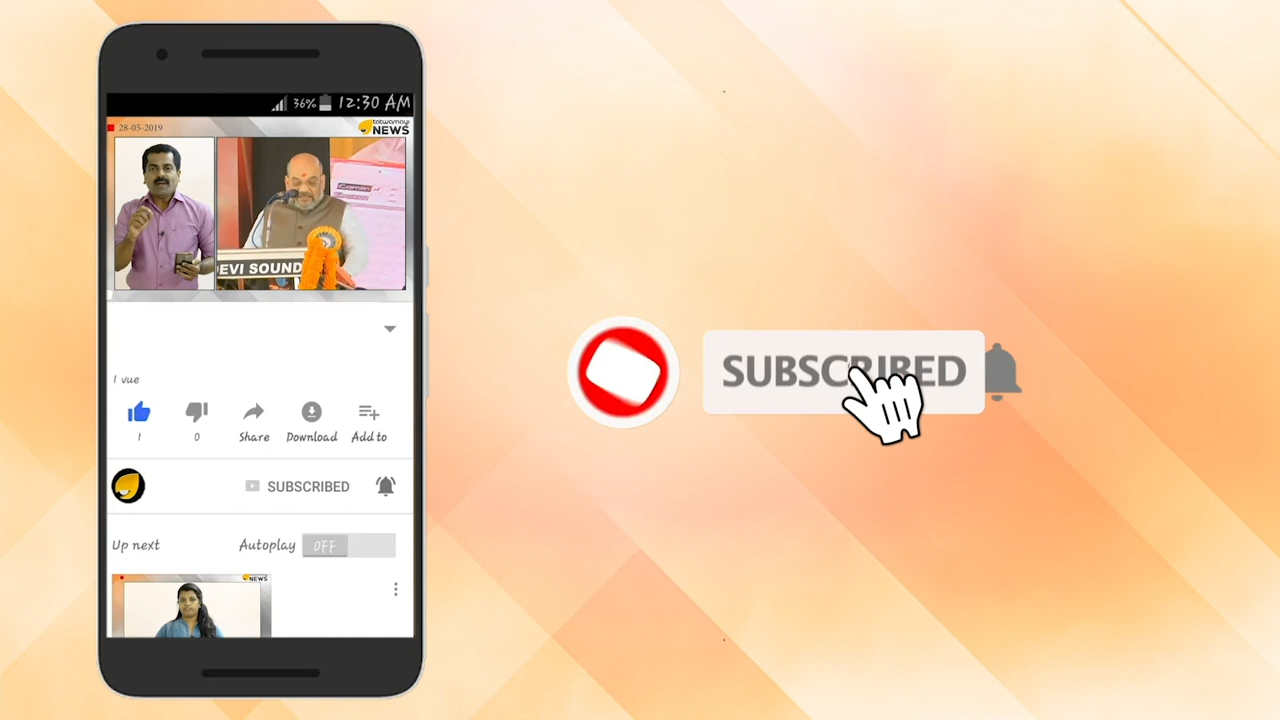 36% 12:30 AM
28-05-2019
tatwamayi
NEWS
DEVI SOUND
1 vue
1
0
Share
Download
Add to
SUBSCRIBED
Up next
Autoplay
OFF
NEWS
SUBSCRIBED